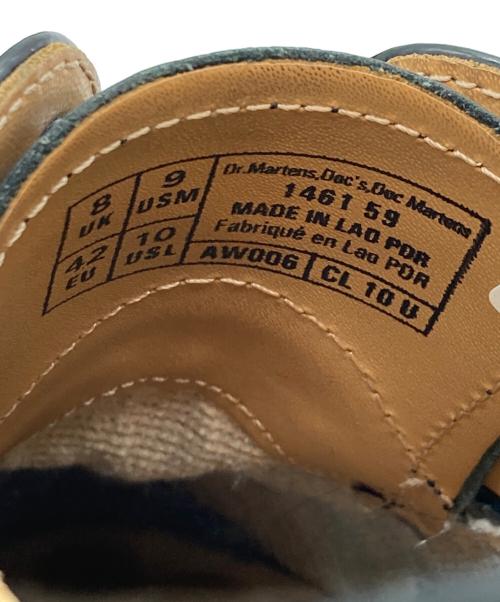 8 UK
9 USM
42 EU
10 USL
Dr.Martens,Doc's,Doc Martens
1461 59
MADE IN LAO PDR
Fabriqué en Lao PDR
AW006
CL 10 U